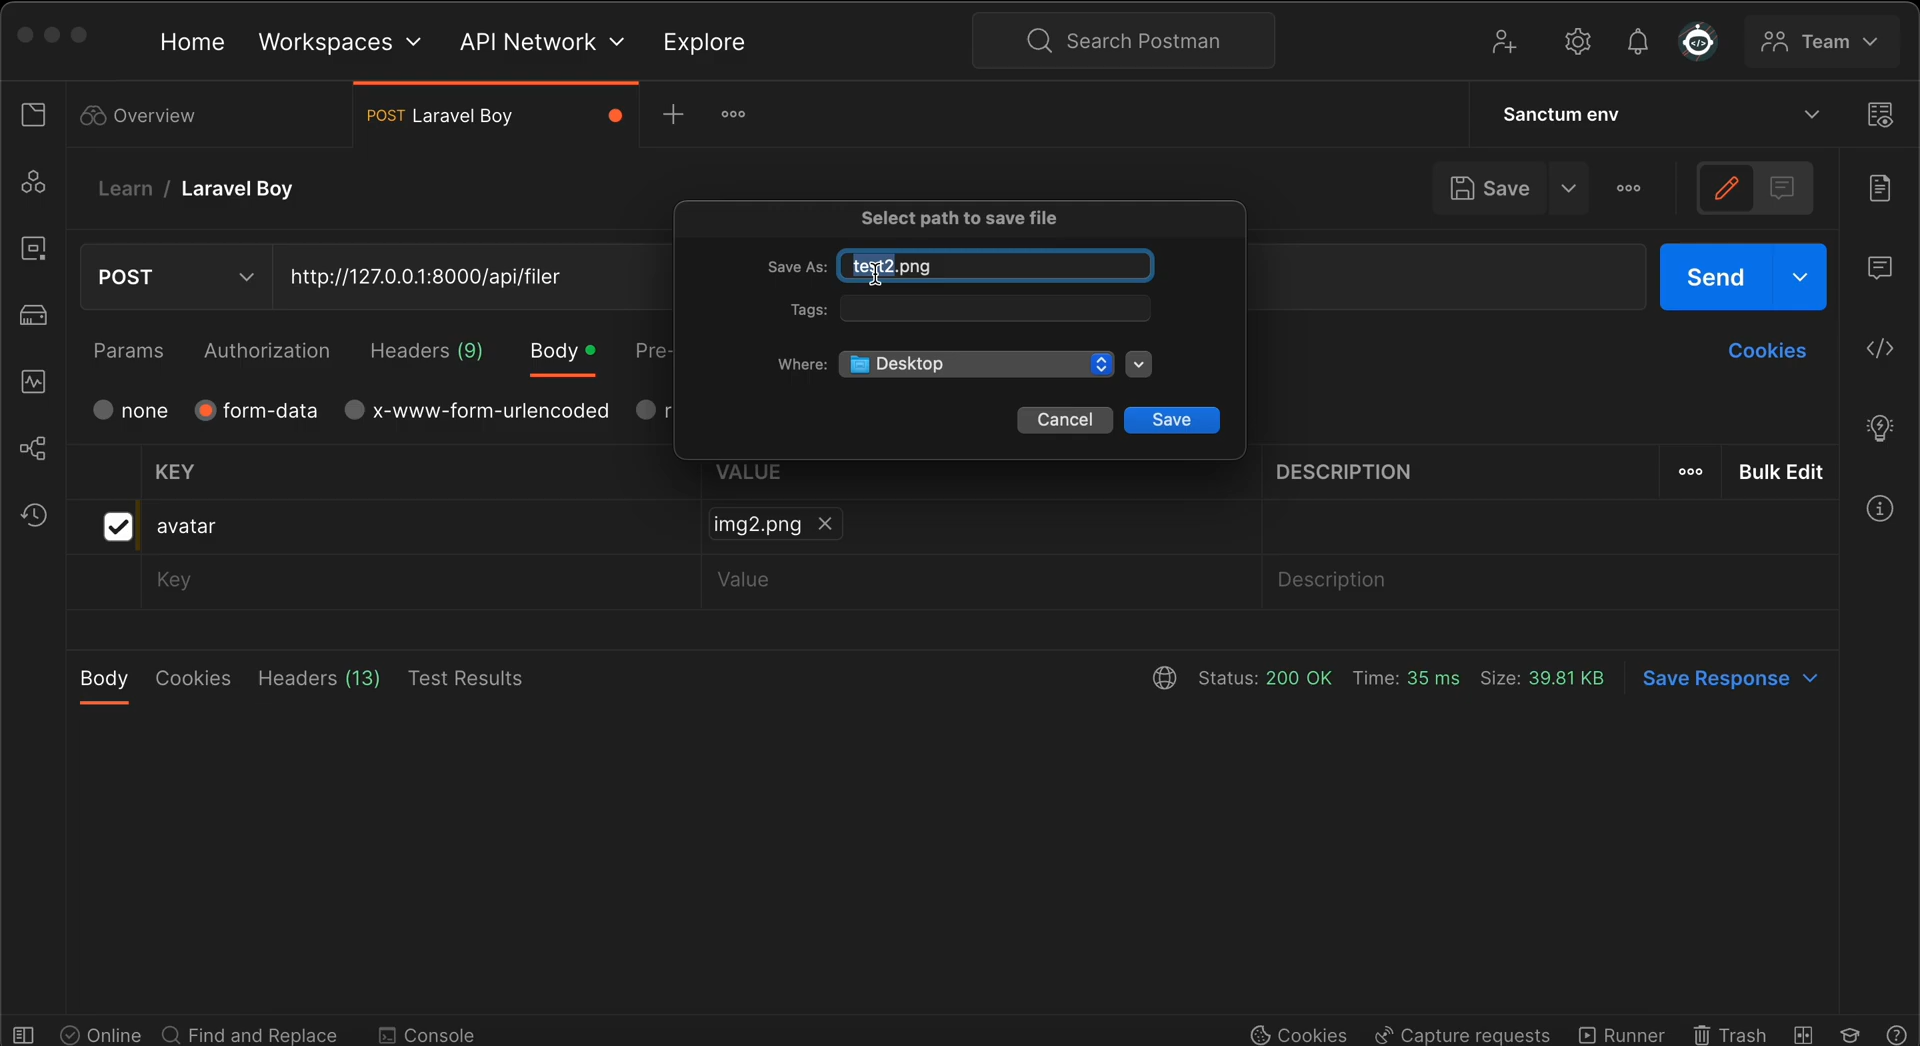 Home Workspaces API Network Explore Search Postman Team
Overview POST Laravel Boy Sanctum env
Learn / Laravel Boy Save
Select path to save file
Save As: test2.png
Tags:
Where: Desktop
Cancel Save
POST http://127.0.0.1:8000/api/filer Send
Params Authorization Headers (9) Body Pre- Cookies
none form-data x-www-form-urlencoded r
KEY VALUE DESCRIPTION Bulk Edit
avatar img2.png
Key Value Description
Body Cookies Headers (13) Test Results Status: 200 OK Time: 35 ms Size: 39.81 KB Save Response
Online Find and Replace Console Cookies Capture requests Runner Trash